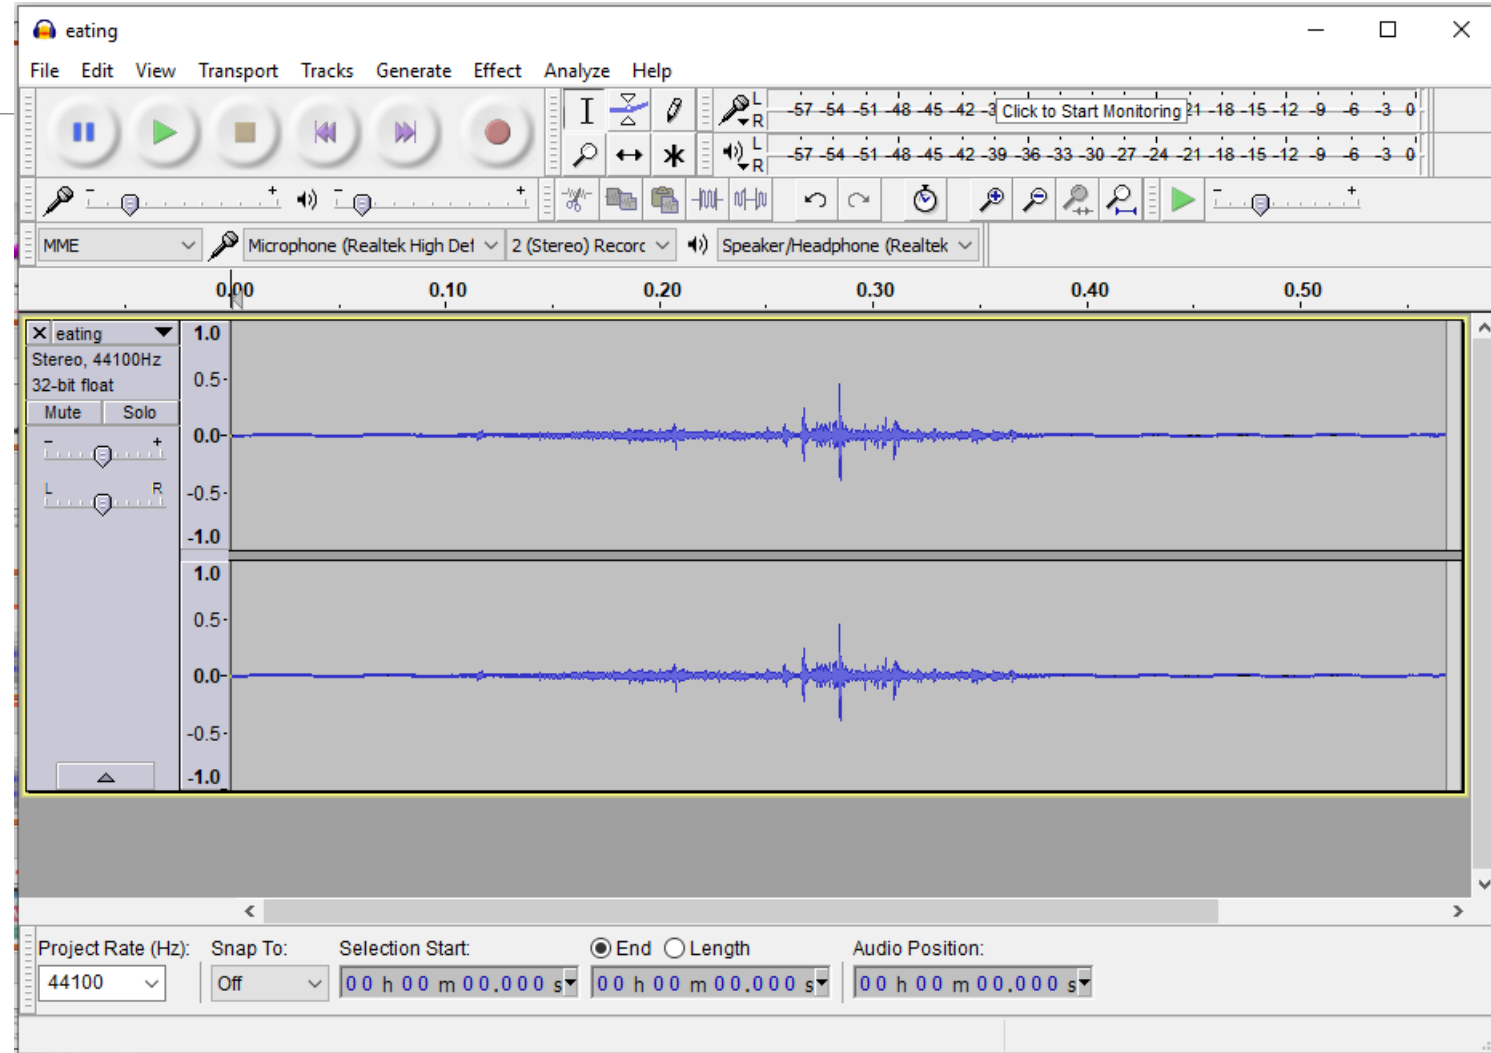 eating
File Edit View Transport Tracks Generate Effect Analyze Help
L
R
-57 -54 -51 -48 -45 -42 -3 Click to Start Monitoring 21 -18 -15 -12 -9 -6 -3 0
L
R
-57 -54 -51 -48 -45 -42 -39 -36 -33 -30 -27 -24 -21 -18 -15 -12 -9 -6 -3 0
- + - + - +
MME Microphone (Realtek High Def 2 (Stereo) Recorc Speaker/Headphone (Realtek
0.00 0.10 0.20 0.30 0.40 0.50
X eating 1.0
Stereo, 44100Hz
32-bit float
0.5
Mute Solo
- + 0.0
L R -0.5
-1.0
1.0
0.5
0.0
-0.5
-1.0
Project Rate (Hz): Snap To: Selection Start: End Length Audio Position:
44100 Off 00 h 00 m 00.000 s 00 h 00 m 00.000 s 00 h 00 m 00.000 s